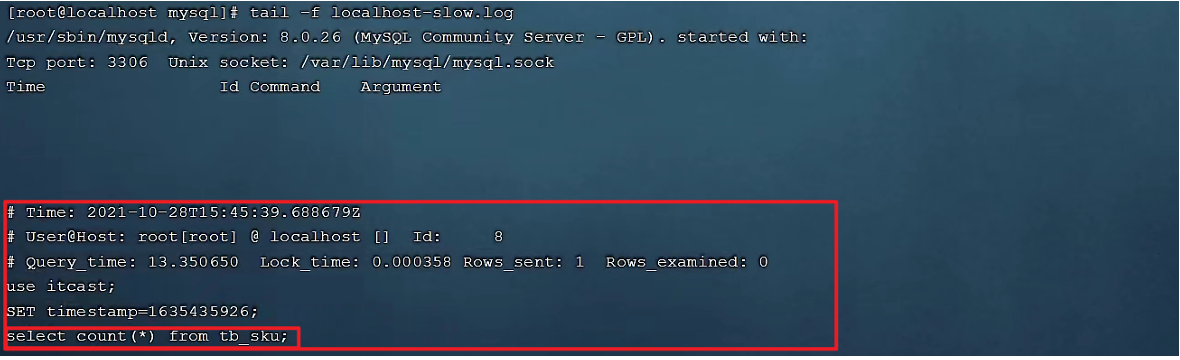 [root@localhost mysql]# tail -f localhost-slow.log
/usr/sbin/mysqld, Version: 8.0.26 (MySQL Community Server - GPL). started with:
Tcp port: 3306  Unix socket: /var/lib/mysql/mysql.sock
Time                 Id Command    Argument
# Time: 2021-10-28T15:45:39.688679Z
# User@Host: root[root] @ localhost []  Id:     8
# Query_time: 13.350650  Lock_time: 0.000358 Rows_sent: 1  Rows_examined: 0
use itcast;
SET timestamp=1635435926;
select count(*) from tb_sku;